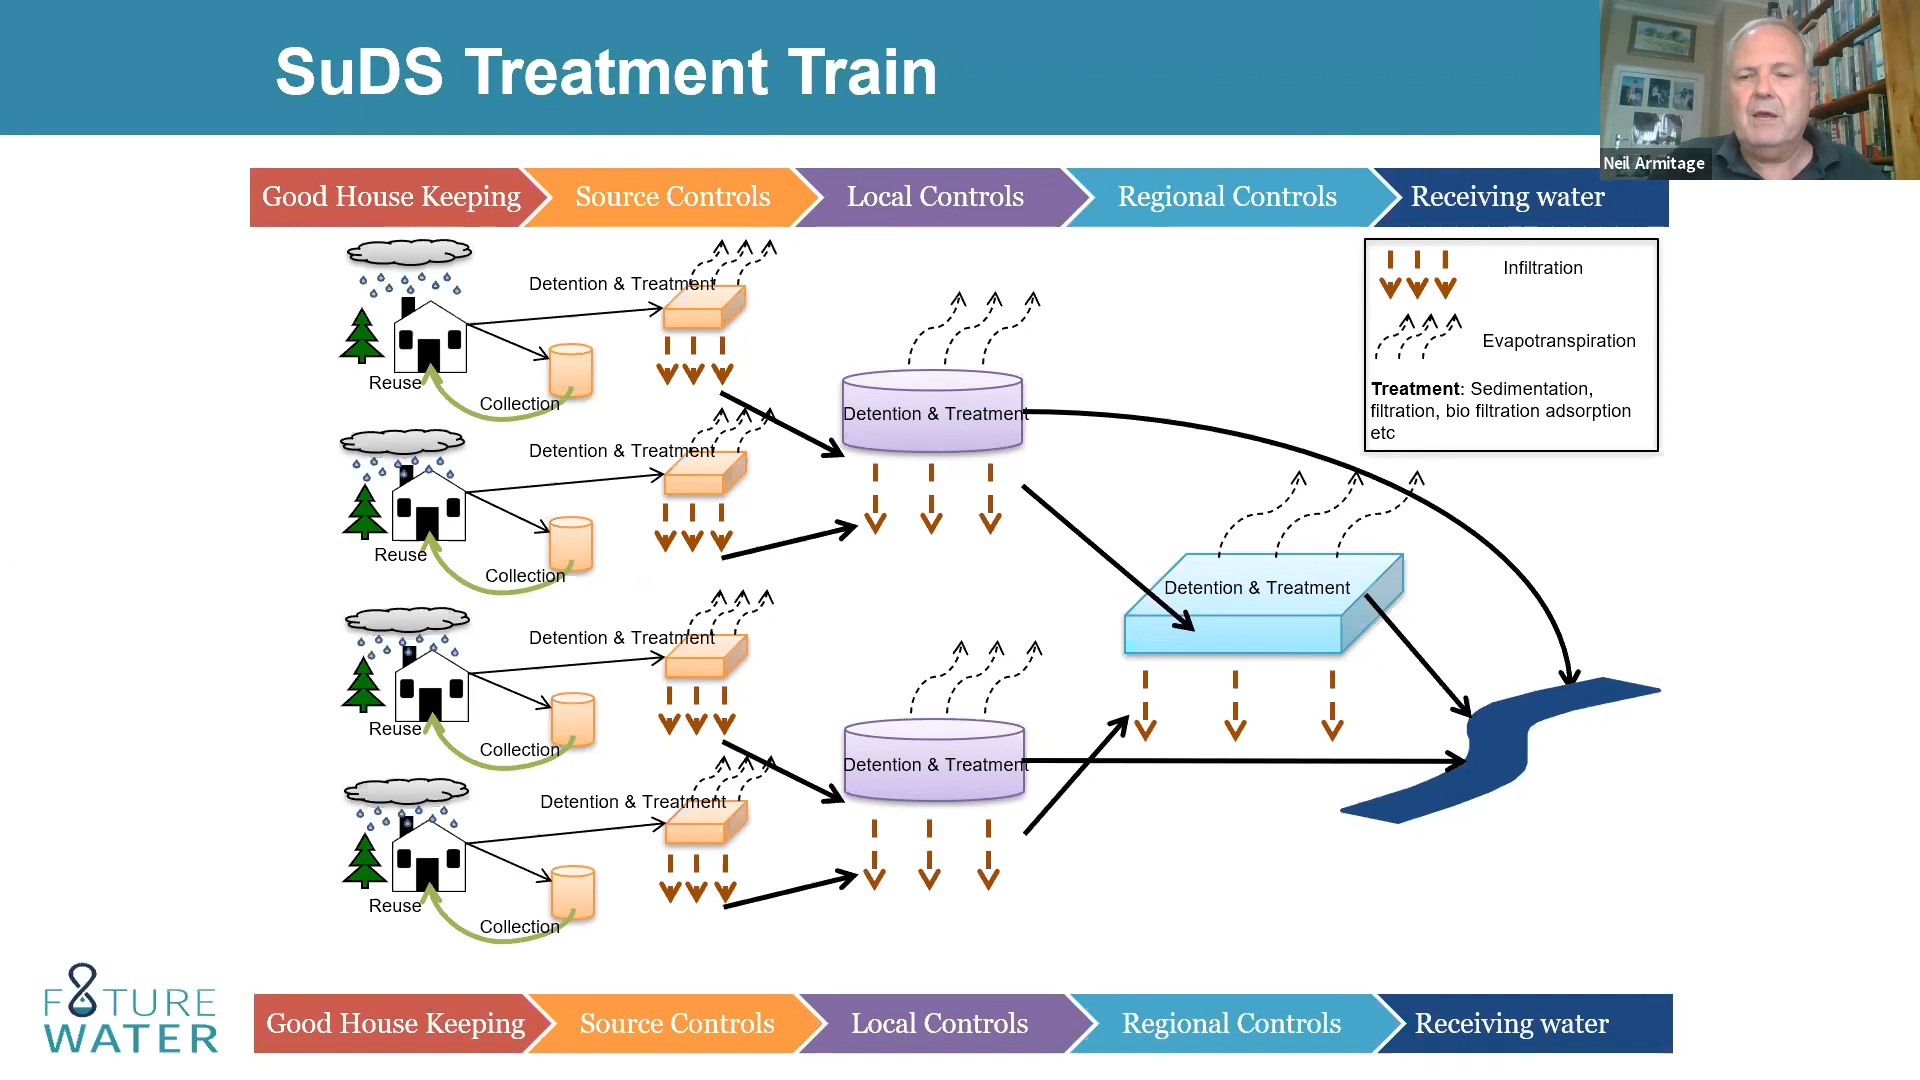 SuDS Treatment Train
Neil Armitage
Good House Keeping
Source Controls
Local Controls
Regional Controls
Receiving water
Detention & Treatment
Reuse
Collection
Detention & Treatment
Reuse
Collection
Detention & Treatment
Reuse
Collection
Detention & Treatment
Reuse
Collection
Detention & Treatment
Detention & Treatment
Detention & Treatment
Infiltration
Evapotranspiration
Treatment: Sedimentation,
filtration, bio filtration adsorption
etc
FUTURE
WATER
Good House Keeping
Source Controls
Local Controls
Regional Controls
Receiving water